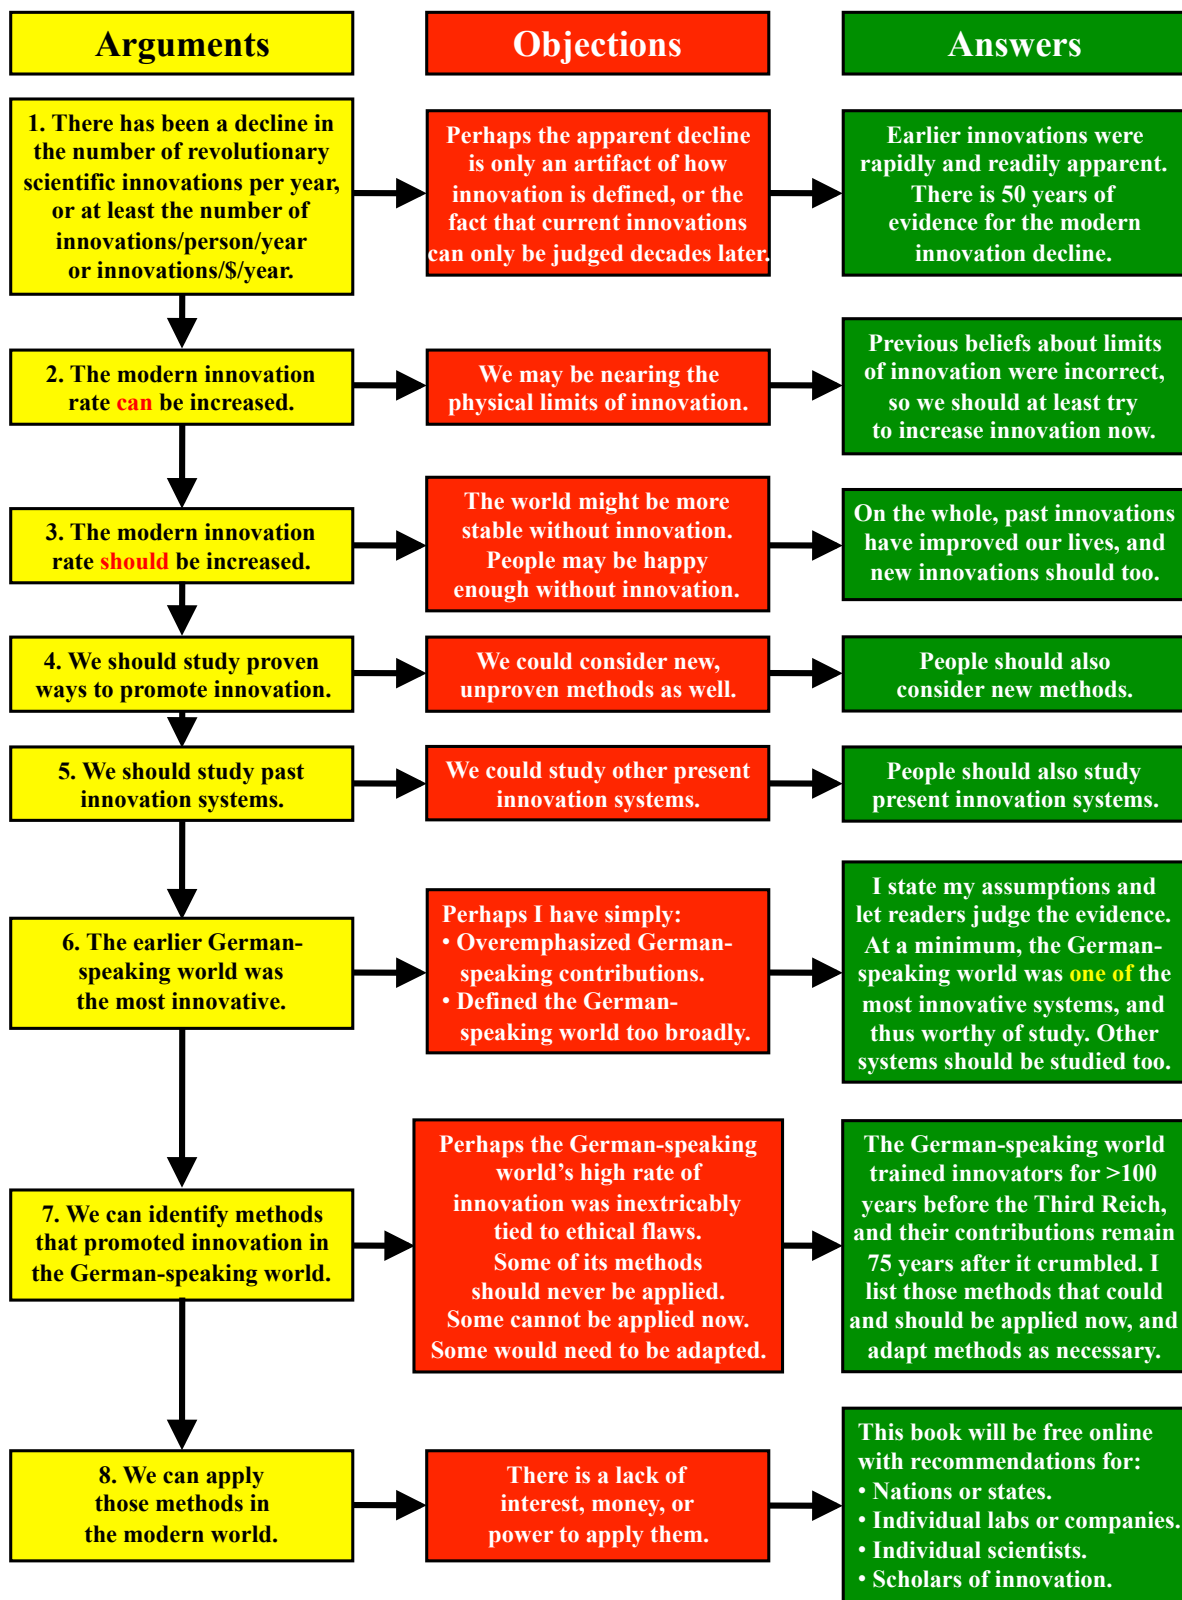 Arguments
Objections
Answers
1. There has been a decline in
the number of revolutionary
scientific innovations per year,
or at least the number of
innovations/person/year
or innovations/$/year.
Perhaps the apparent decline
is only an artifact of how
innovation is defined, or the
fact that current innovations
can only be judged decades later.
Earlier innovations were
rapidly and readily apparent.
There is 50 years of
evidence for the modern
innovation decline.
2. The modern innovation
rate can be increased.
We may be nearing the
physical limits of innovation.
Previous beliefs about limits
of innovation were incorrect,
so we should at least try
to increase innovation now.
3. The modern innovation
rate should be increased.
The world might be more
stable without innovation.
People may be happy
enough without innovation.
On the whole, past innovations
have improved our lives, and
new innovations should too.
4. We should study proven
ways to promote innovation.
We could consider new,
unproven methods as well.
People should also
consider new methods.
5. We should study past
innovation systems.
We could study other present
innovation systems.
People should also study
present innovation systems.
6. The earlier German-
speaking world was
the most innovative.
Perhaps I have simply:
• Overemphasized German-
speaking contributions.
• Defined the German-
speaking world too broadly.
I state my assumptions and
let readers judge the evidence.
At a minimum, the German-
speaking world was one of the
most innovative systems, and
thus worthy of study. Other
systems should be studied too.
7. We can identify methods
that promoted innovation in
the German-speaking world.
Perhaps the German-speaking
world's high rate of
innovation was inextricably
tied to ethical flaws.
Some of its methods
should never be applied.
Some cannot be applied now.
Some would need to be adapted.
The German-speaking world
trained innovators for >100
years before the Third Reich,
and their contributions remain
75 years after it crumbled. I
list those methods that could
and should be applied now, and
adapt methods as necessary.
8. We can apply
those methods in
the modern world.
There is a lack of
interest, money, or
power to apply them.
This book will be free online
with recommendations for:
• Nations or states.
• Individual labs or companies.
• Individual scientists.
• Scholars of innovation.